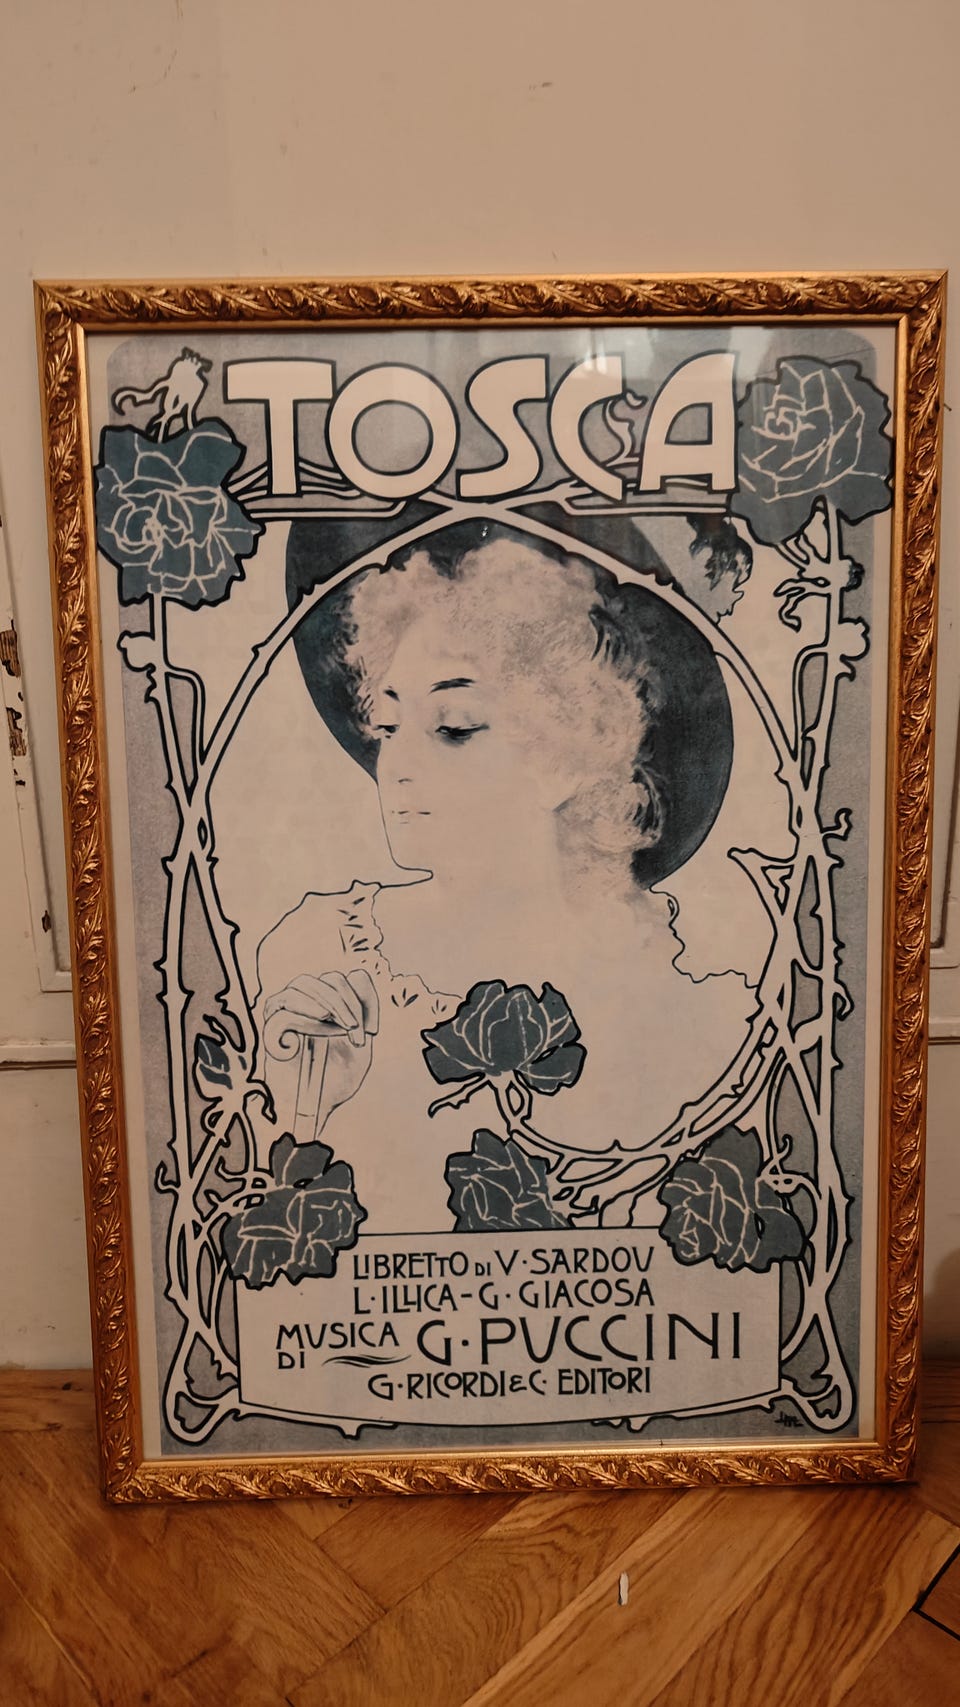 TOSCA
LIBRETTO DI V·SARDOU
L·ILLICA-G·GIACOSA
MUSICA DI G·PUCCINI
G·RICORDI & C· EDITORI